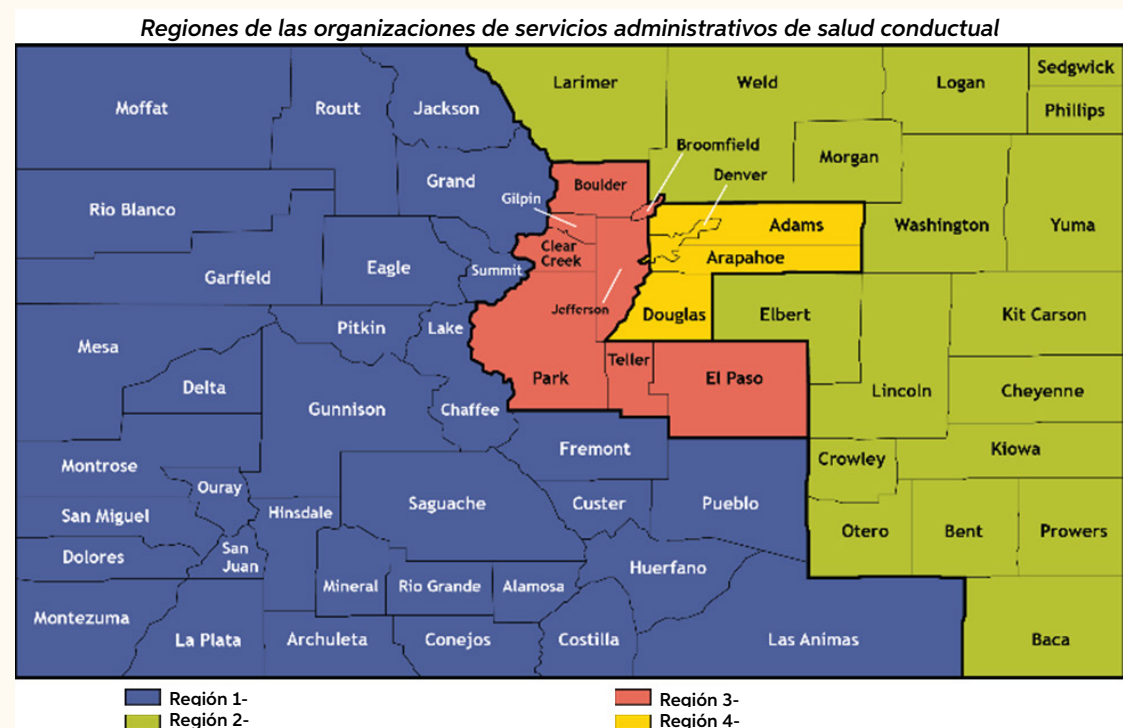 Regiones de las organizaciones de servicios administrativos de salud conductual
Sedgwick
Larimer
Weld
Logan
Moffat
Routt
Jackson
Phillips
Broomfield
Morgan
Denver
Grand
Boulder
Gilpin
Rio Blanco
Adams
Washington
Yuma
Clear
Creek
Arapahoe
Eagle
Summit
Garfield
Jefferson
Douglas
Elbert
Kit Carson
Pitkin
Lake
Mesa
Teller
Park
El Paso
Delta
Lincoln
Cheyenne
Gunnison
Chaffee
Fremont
Kiowa
Crowley
Montrose
Ouray
Saguache
Custer
Pueblo
Hinsdale
San Miguel
Otero
Bent
Prowers
San
Juan
Dolores
Huerfano
Mineral
Rio Grande
Alamosa
Montezuma
La Plata
Archuleta
Conejos
Costilla
Las Animas
Baca
Región 1-
Región 3-
Región 2-
Región 4-